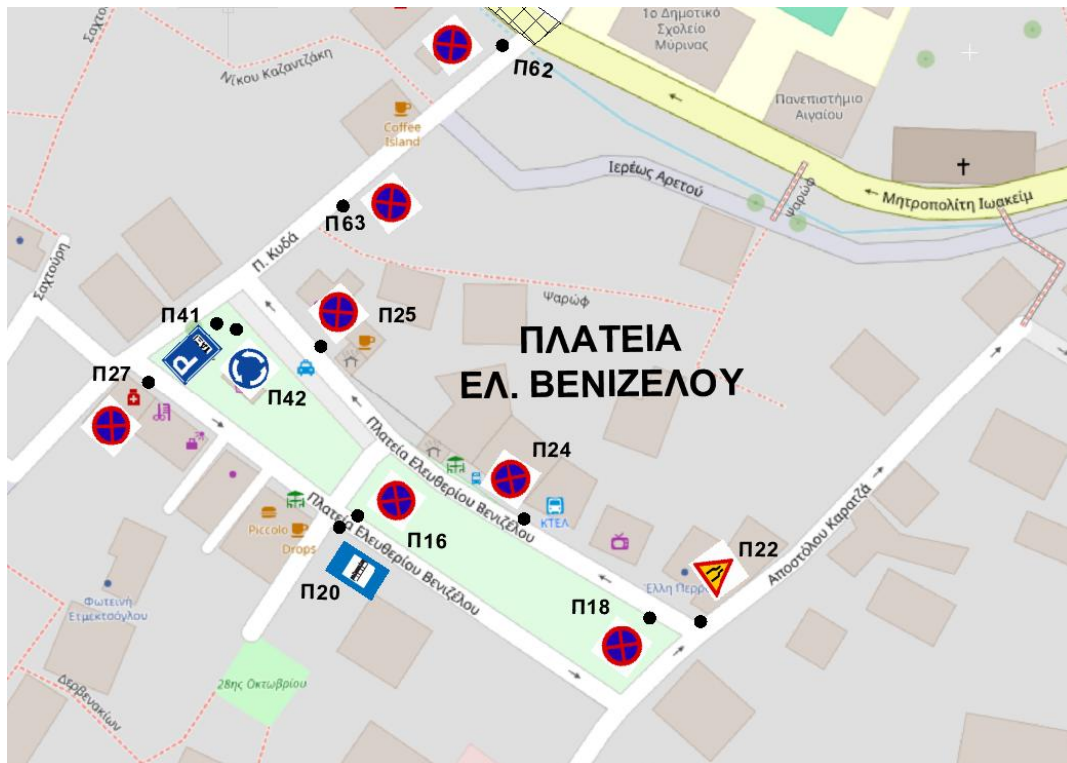 Σαχτούρη
Νίκου Καζαντζάκη
Π62
1ο Δημοτικό
Σχολείο
Μύρινας
Πανεπιστήμιο
Αιγαίου
Coffee
Island
Ιερέως Αρετού
Ψαρώφ
Μητροπολίτη Ιωακείμ
Π63
Π. Κυδά
Σαχτούρη
Ψαρώφ
Π41
P
Π25
ΠΛΑΤΕΙΑ
ΕΛ. ΒΕΝΙΖΕΛΟΥ
Π27
Π42
Πλατεία Ελευθερίου Βενιζέλου
Π24
ΚΤΕΛ
Piccolo
Drops
Πλατεία Ελευθερίου Βενιζέλου
Π16
Π20
Π22
Αποστόλου Καρατζά
Π18
Φωτεινή
Ετμεκτσόγλου
28ης Οκτωβρίου
Δερβενακίων